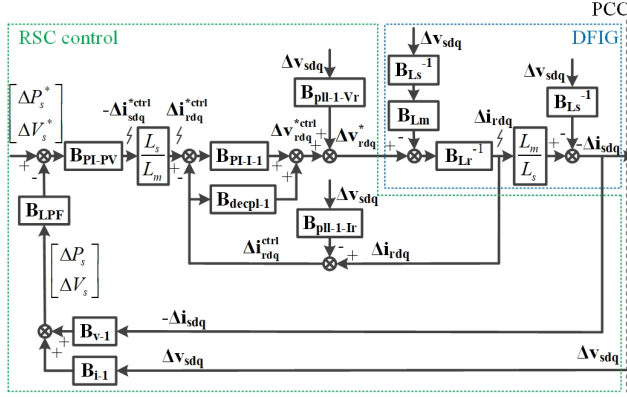 PCC
RSC control
DFIG
Δv_sdq
Δv_sdq
Δv_sdq
[ΔP_s^* ΔV_s^*]
-Δi_sdq^*ctrl
Δi_rdq^*ctrl
B_pll-1-Vr
B_Ls^-1
B_Ls^-1
B_Lm
Δv_rdq^*ctrl
Δv_rdq^*
Δi_rdq
-Δi_sdq
+ - + - + + + + + - + -
B_PI-PV
L_s/L_m
B_PI-I-1
B_Lr^-1
L_m/L_s
B_decpl-1
Δv_sdq
B_LPF
B_pll-1-Ir
Δi_rdq^ctrl
- +
Δi_rdq
[ΔP_s ΔV_s]
-Δi_sdq
B_v-1
+ +
Δv_sdq
Δv_sdq
B_i-1